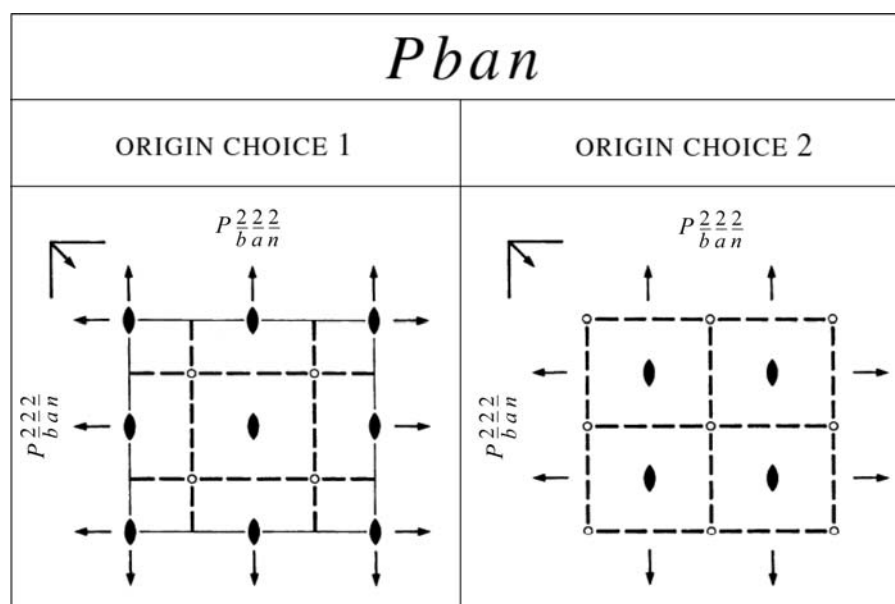 Pban
ORIGIN CHOICE 1
ORIGIN CHOICE 2
P 2/b 2/a 2/n
P 2/b 2/a 2/n
P 2/b 2/a 2/n
P 2/b 2/a 2/n